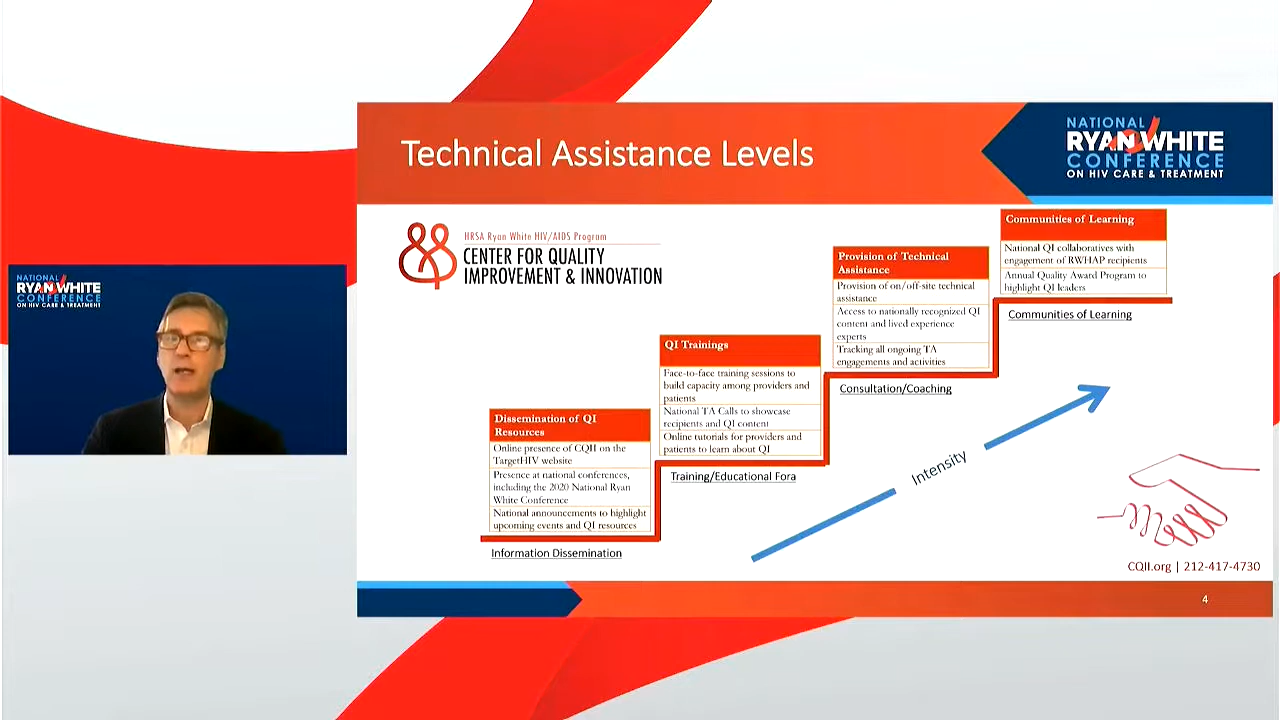 Technical Assistance Levels
NATIONAL
RYAN WHITE
CONFERENCE
ON HIV CARE & TREATMENT
HRSA Ryan White HIV/AIDS Program
CENTER FOR QUALITY
IMPROVEMENT & INNOVATION
NATIONAL
RYAN WHITE
CONFERENCE
ON HIV CARE & TREATMENT
Dissemination of QI
Resources
Online presence of CQII on the
TargetHIV website
Presence at national conferences,
including the 2020 National Ryan
White Conference
National announcements to highlight
upcoming events and QI resources
Information Dissemination
QI Trainings
Face-to-face training sessions to
build capacity among providers and
patients
National TA Calls to showcase
recipients and QI content
Online tutorials for providers and
patients to learn about QI
Training/Educational Fora
Provision of Technical
Assistance
Provision of on/off-site technical
assistance
Access to nationally recognized QI
content and lived experience
experts
Tracking all ongoing TA
engagements and activities
Consultation/Coaching
Communities of Learning
National QI collaboratives with
engagement of RWHAP recipients
Annual Quality Award Program to
highlight QI leaders
Communities of Learning
Intensity
CQII.org | 212-417-4730
4